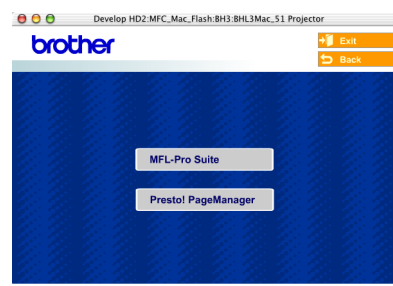 Develop HD2:MFC_Mac_Flash:BH3:BHL3Mac_51 Projector
brother
Exit
Back
MFL-Pro Suite
Presto! PageManager